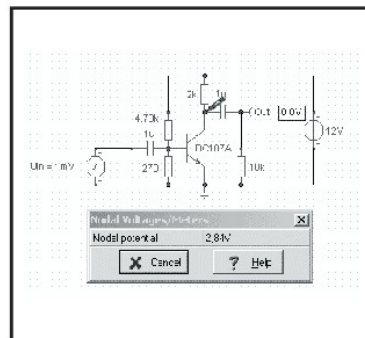 2k 1u
4.70k
1u Out 0.0V 12V
BC107A
Uin = 1mV 270 10k
Nodal Voltages/Meters
Nodal potential 2,84V
Cancel ? Help